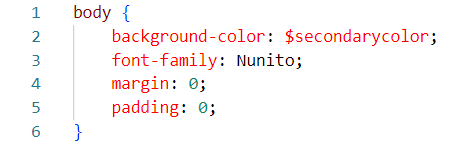 1 body {
2     background-color: $secondarycolor;
3     font-family: Nunito;
4     margin: 0;
5     padding: 0;
6 }